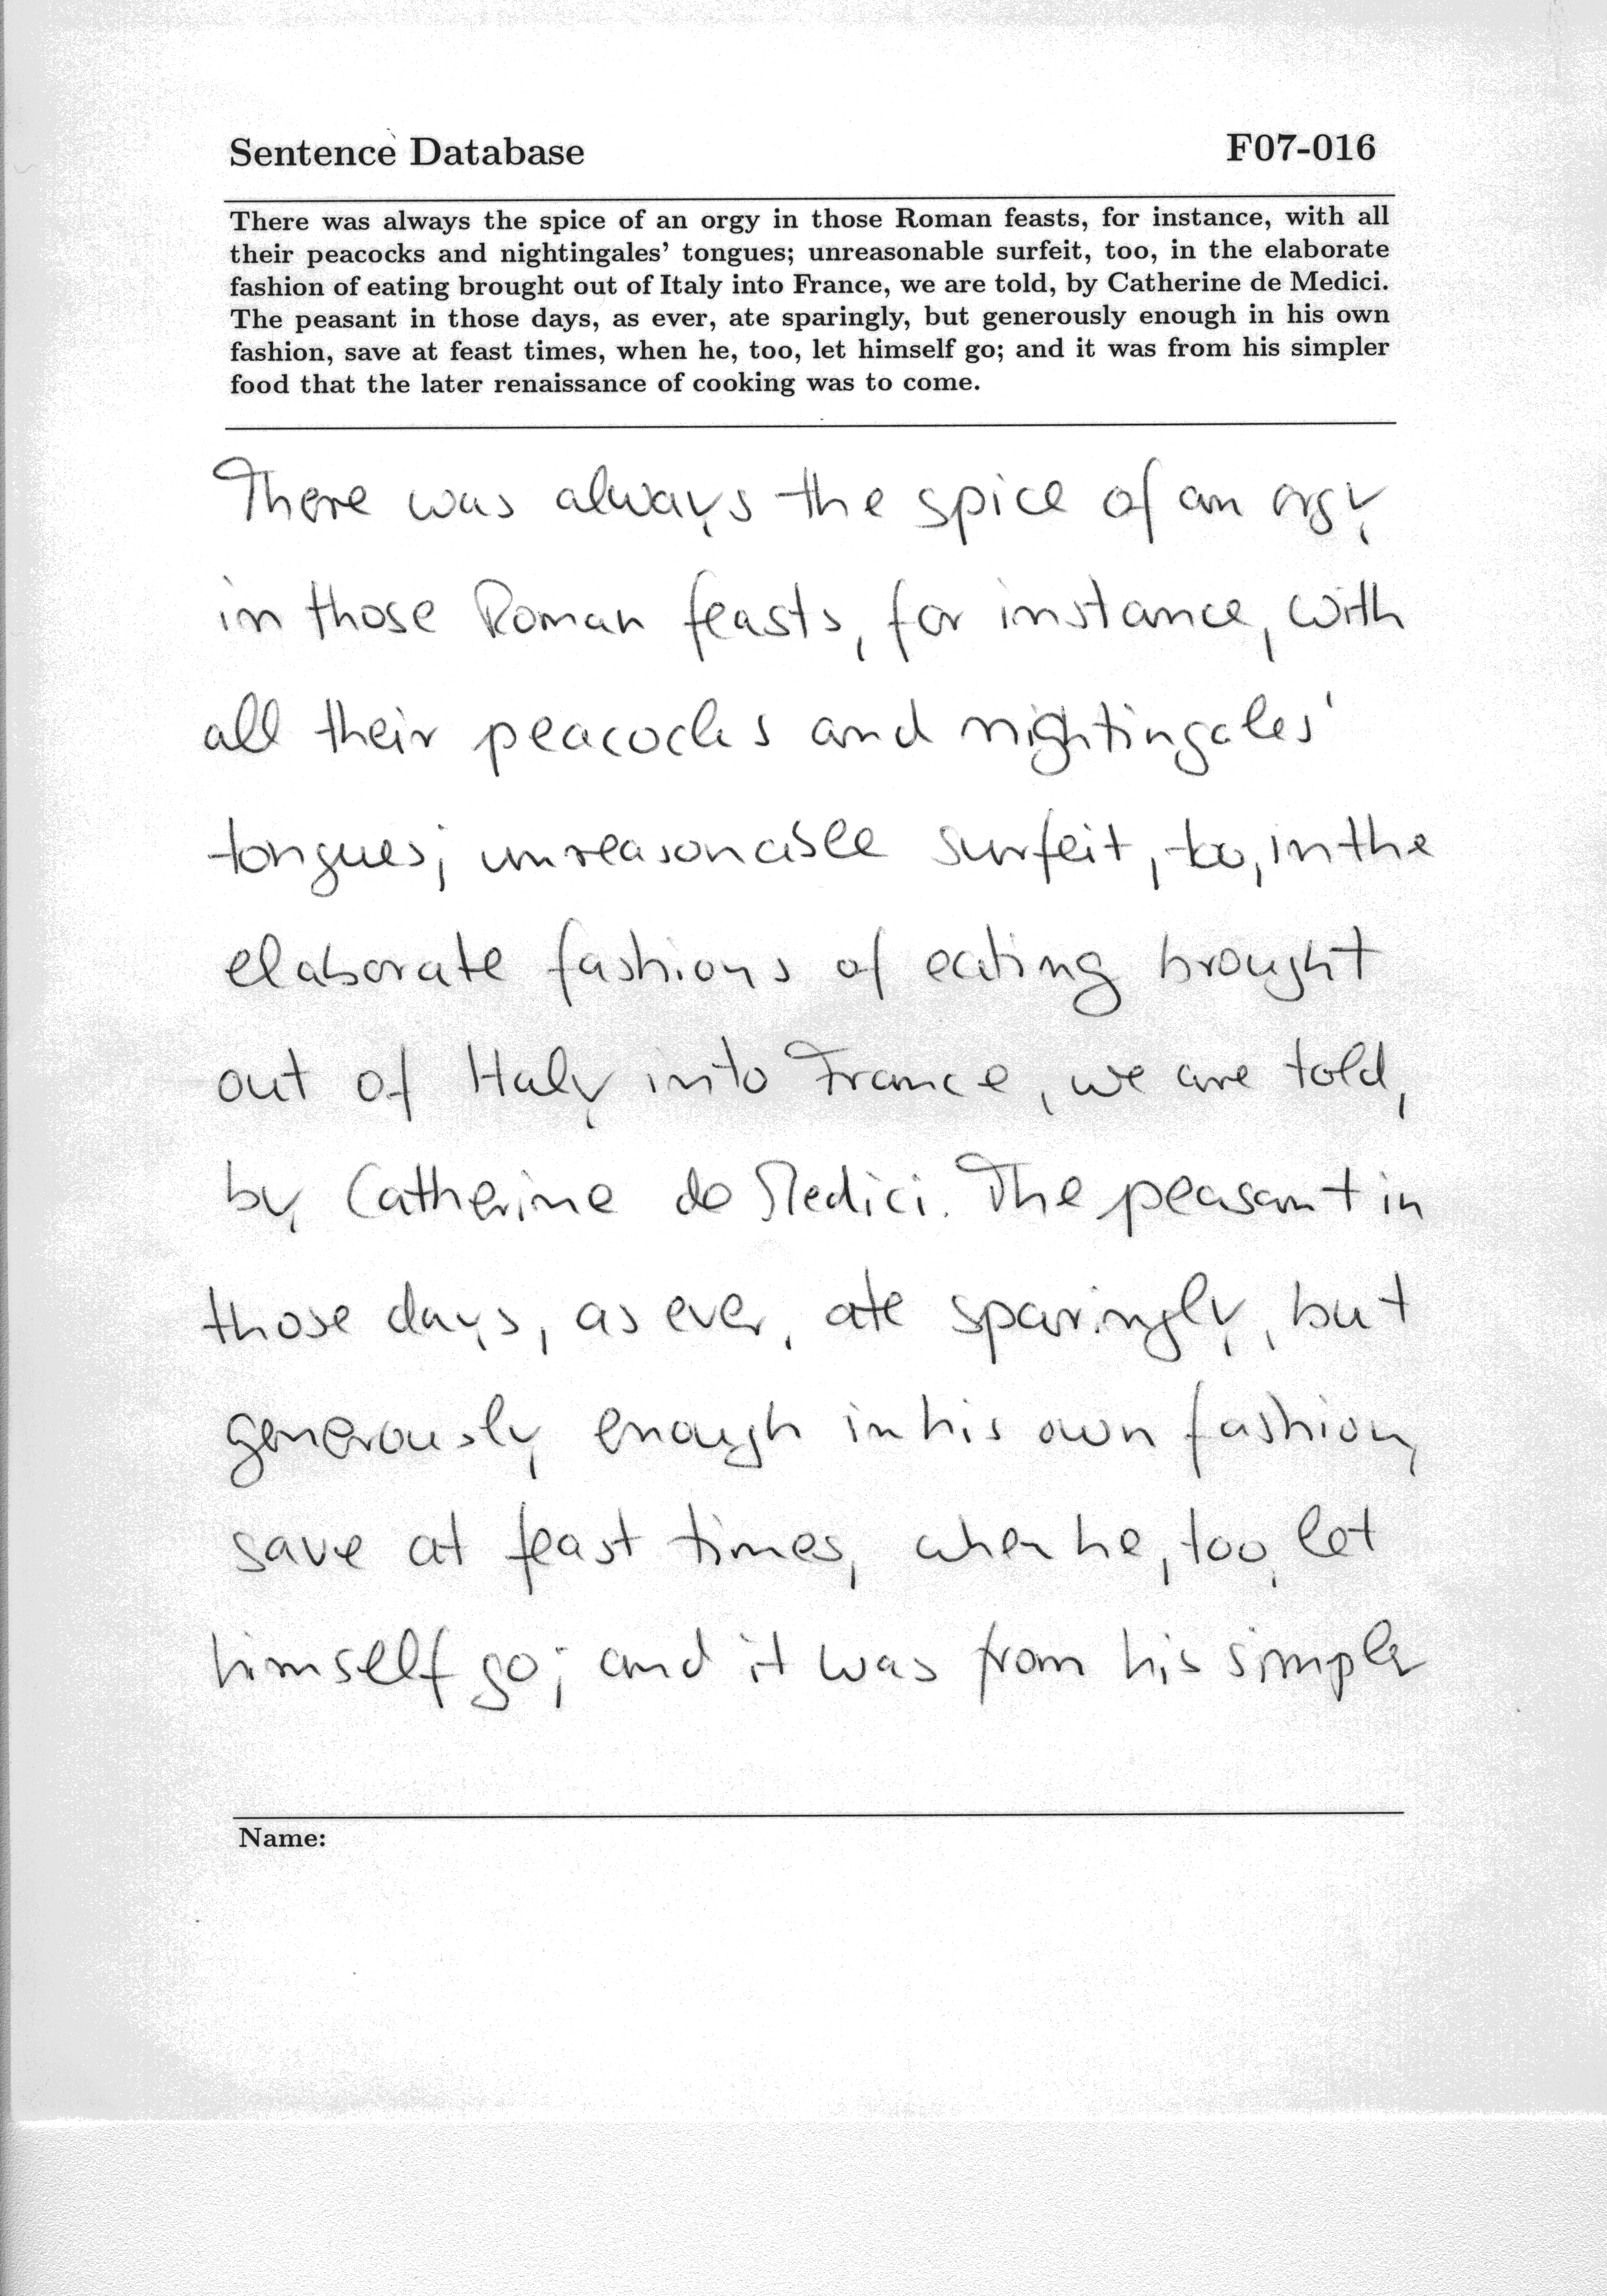 Sentence Database F07-016
There was always the spice of an orgy in those Roman feasts, for instance, with all
their peacocks and nightingales' tongues; unreasonable surfeit, too, in the elaborate
fashion of eating brought out of Italy into France, we are told, by Catherine de Medici.
The peasant in those days, as ever, ate sparingly, but generously enough in his own
fashion, save at feast times, when he, too, let himself go; and it was from his simpler
food that the later renaissance of cooking was to come.
There was always the spice of an orgy
in those Roman feasts, for instance, with
all their peacocks and nightingales'
tongues; unreasonable surfeit, too, in the
elaborate fashions of eating brought
out of Italy into France, we are told,
by Catherine de Medici. The peasant in
those days, as ever, ate sparingly, but
generously enough in his own fashion,
save at feast times, when he, too, let
himself go; and it was from his simpler
Name: